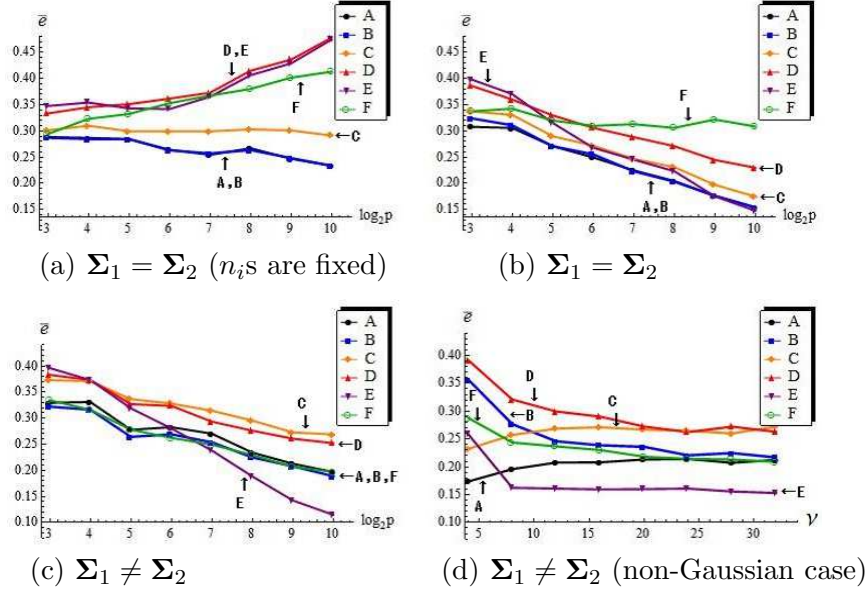 e̅
0.45
0.40
0.35
0.30
0.25
0.20
0.15
3 4 5 6 7 8 9 10
log₂p
D,E
F
←C
A,B
A
B
C
D
E
F
(a) Σ₁ = Σ₂ (nᵢs are fixed)
e̅
0.45
0.40
0.35
0.30
0.25
0.20
0.15
3 4 5 6 7 8 9 10
log₂p
E
F
←D
←C
A,B
A
B
C
D
E
F
(b) Σ₁ = Σ₂
e̅
0.40
0.35
0.30
0.25
0.20
0.15
0.10
3 4 5 6 7 8 9 10
log₂p
C
←D
←A,B,F
E
A
B
C
D
E
F
(c) Σ₁ ≠ Σ₂
e̅
0.40
0.35
0.30
0.25
0.20
0.15
0.10
5 10 15 20 25 30
ν
D
C
F
←B
A
←E
A
B
C
D
E
F
(d) Σ₁ ≠ Σ₂ (non-Gaussian case)